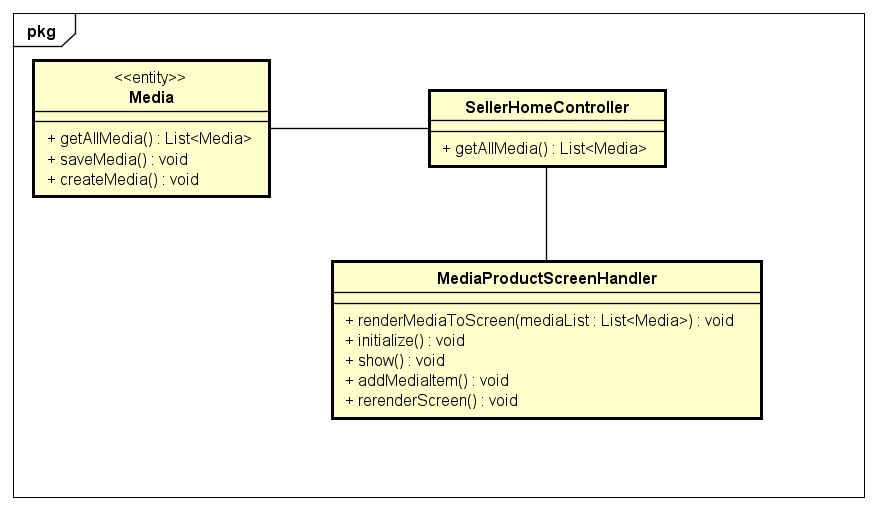 pkg
<<entity>>
Media
+ getAllMedia() : List<Media>
+ saveMedia() : void
+ createMedia() : void
SellerHomeController
+ getAllMedia() : List<Media>
MediaProductScreenHandler
+ renderMediaToScreen(mediaList : List<Media>) : void
+ initialize() : void
+ show() : void
+ addMediaItem() : void
+ rerenderScreen() : void